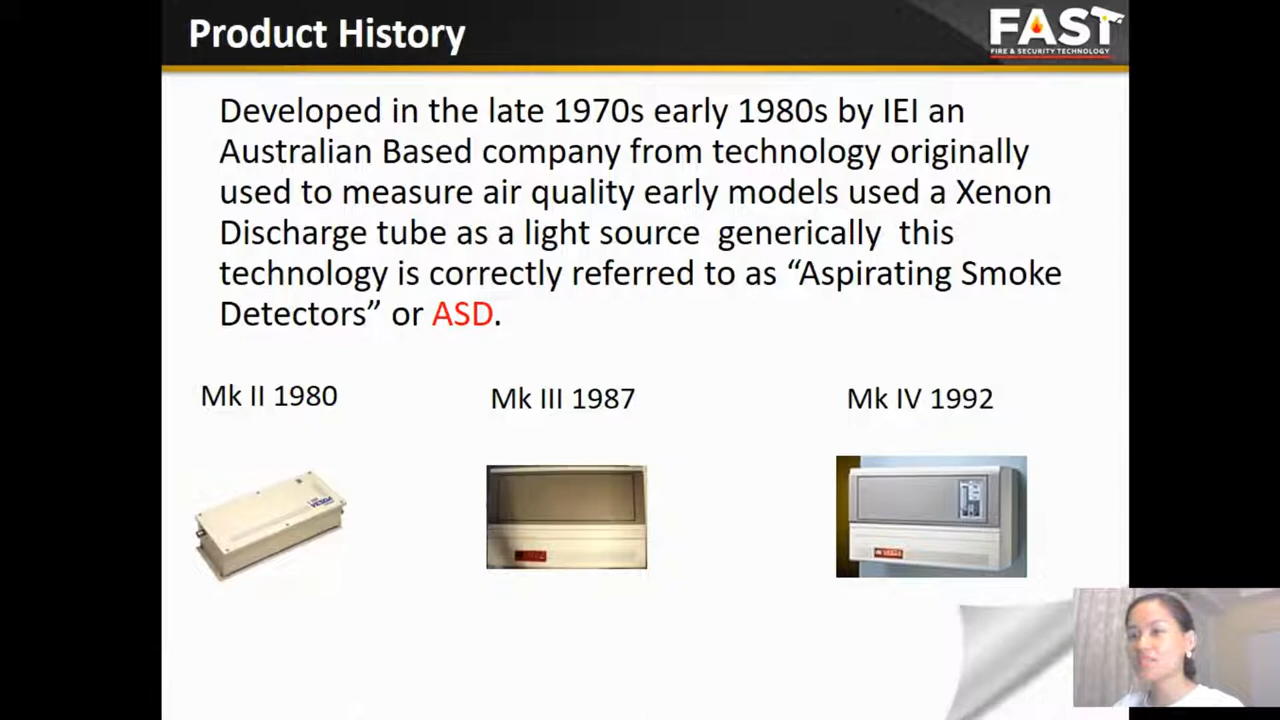 Product History
FAST
FIRE & SECURITY TECHNOLOGY
Developed in the late 1970s early 1980s by IEI an
Australian Based company from technology originally
used to measure air quality early models used a Xenon
Discharge tube as a light source generically this
technology is correctly referred to as “Aspirating Smoke
Detectors” or ASD.
Mk II 1980
Mk III 1987
Mk IV 1992
VESDA